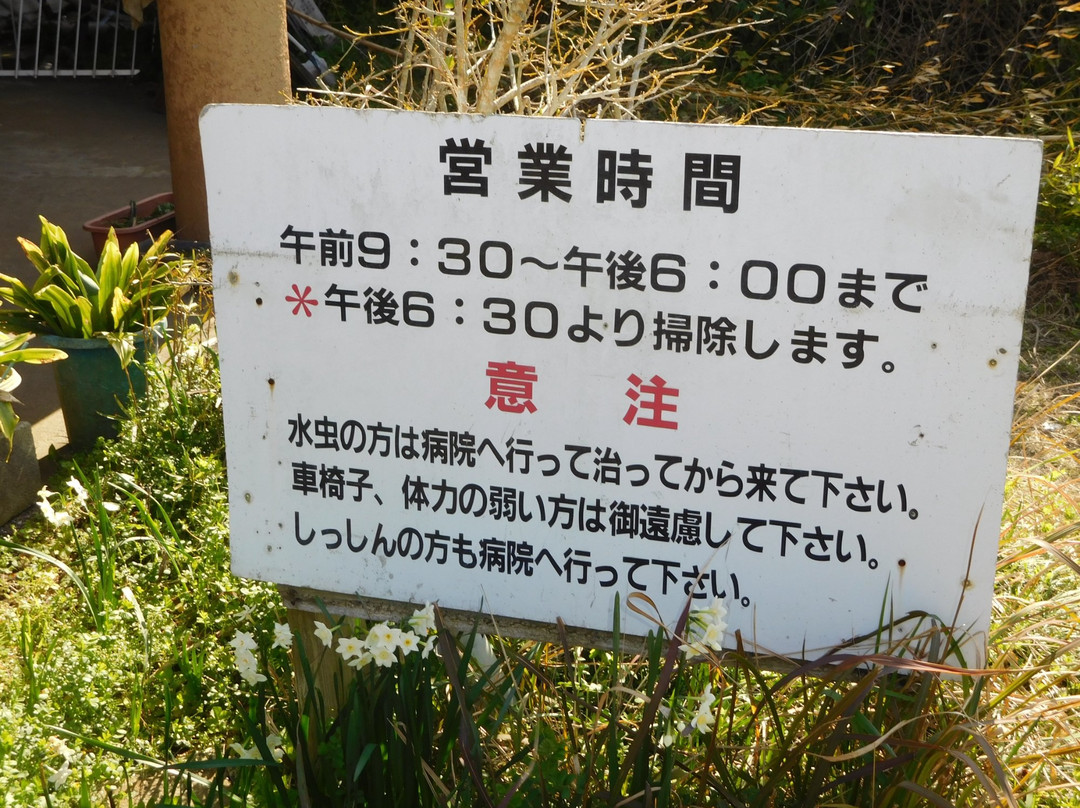 営業時間
午前9：30〜午後6：00まで
＊午後6：30より掃除します。
意 注
水虫の方は病院へ行って治ってから来て下さい。
車椅子、体力の弱い方は御遠慮して下さい。
しっしんの方も病院へ行って下さい。